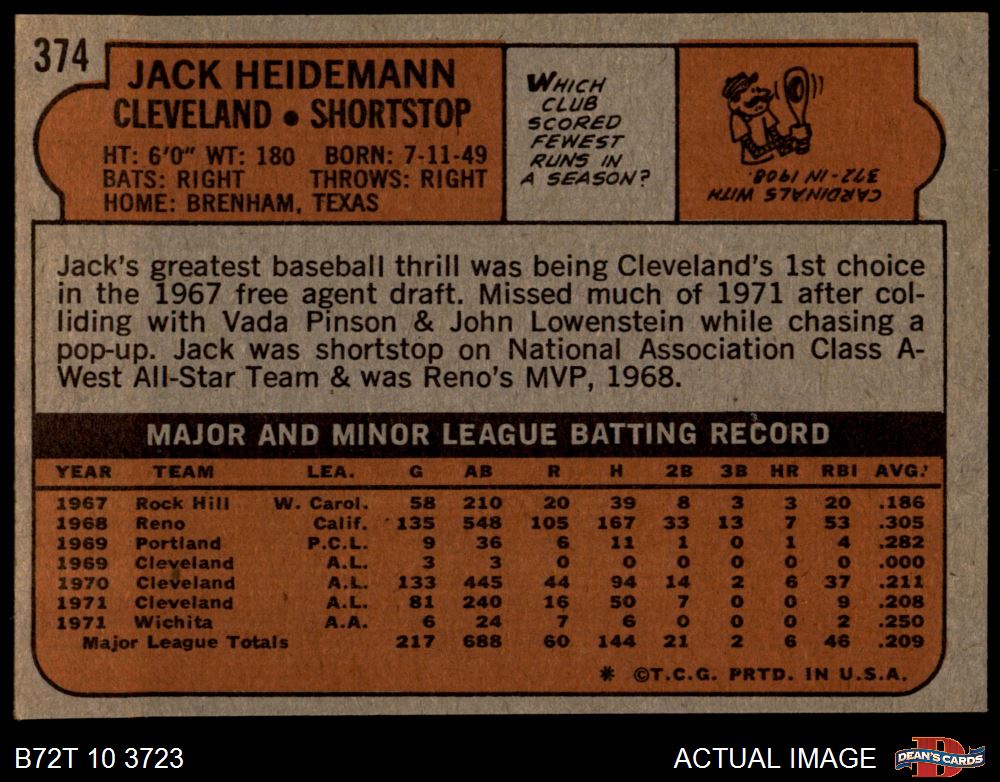 374
JACK HEIDEMANN
CLEVELAND • SHORTSTOP
HT: 6'0" WT: 180 BORN: 7-11-49
BATS: RIGHT THROWS: RIGHT
HOME: BRENHAM, TEXAS
WHICH
CLUB
SCORED
FEWEST
RUNS IN
A SEASON?
CARDINALS WITH
372-IN 1908.
Jack's greatest baseball thrill was being Cleveland's 1st choice
in the 1967 free agent draft. Missed much of 1971 after col-
liding with Vada Pinson & John Lowenstein while chasing a
pop-up. Jack was shortstop on National Association Class A-
West All-Star Team & was Reno's MVP, 1968.
MAJOR AND MINOR LEAGUE BATTING RECORD
YEAR TEAM LEA. G AB R H 2B 3B HR RBI AVG.
1967 Rock Hill W. Carol. 58 210 20 39 8 3 3 20 .186
1968 Reno Calif. 135 548 105 167 33 13 7 53 .305
1969 Portland P.C.L. 9 36 6 11 1 0 1 4 .282
1969 Cleveland A.L. 3 3 0 0 0 0 0 0 .000
1970 Cleveland A.L. 133 445 44 94 14 2 6 37 .211
1971 Cleveland A.L. 81 240 16 50 7 0 0 9 .208
1971 Wichita A.A. 6 24 7 6 0 0 0 2 .250
Major League Totals 217 688 60 144 21 2 6 46 .209
* ©T.C.G. PRTD. IN U.S.A.
B72T 10 3723
ACTUAL IMAGE
DEAN'S CARDS